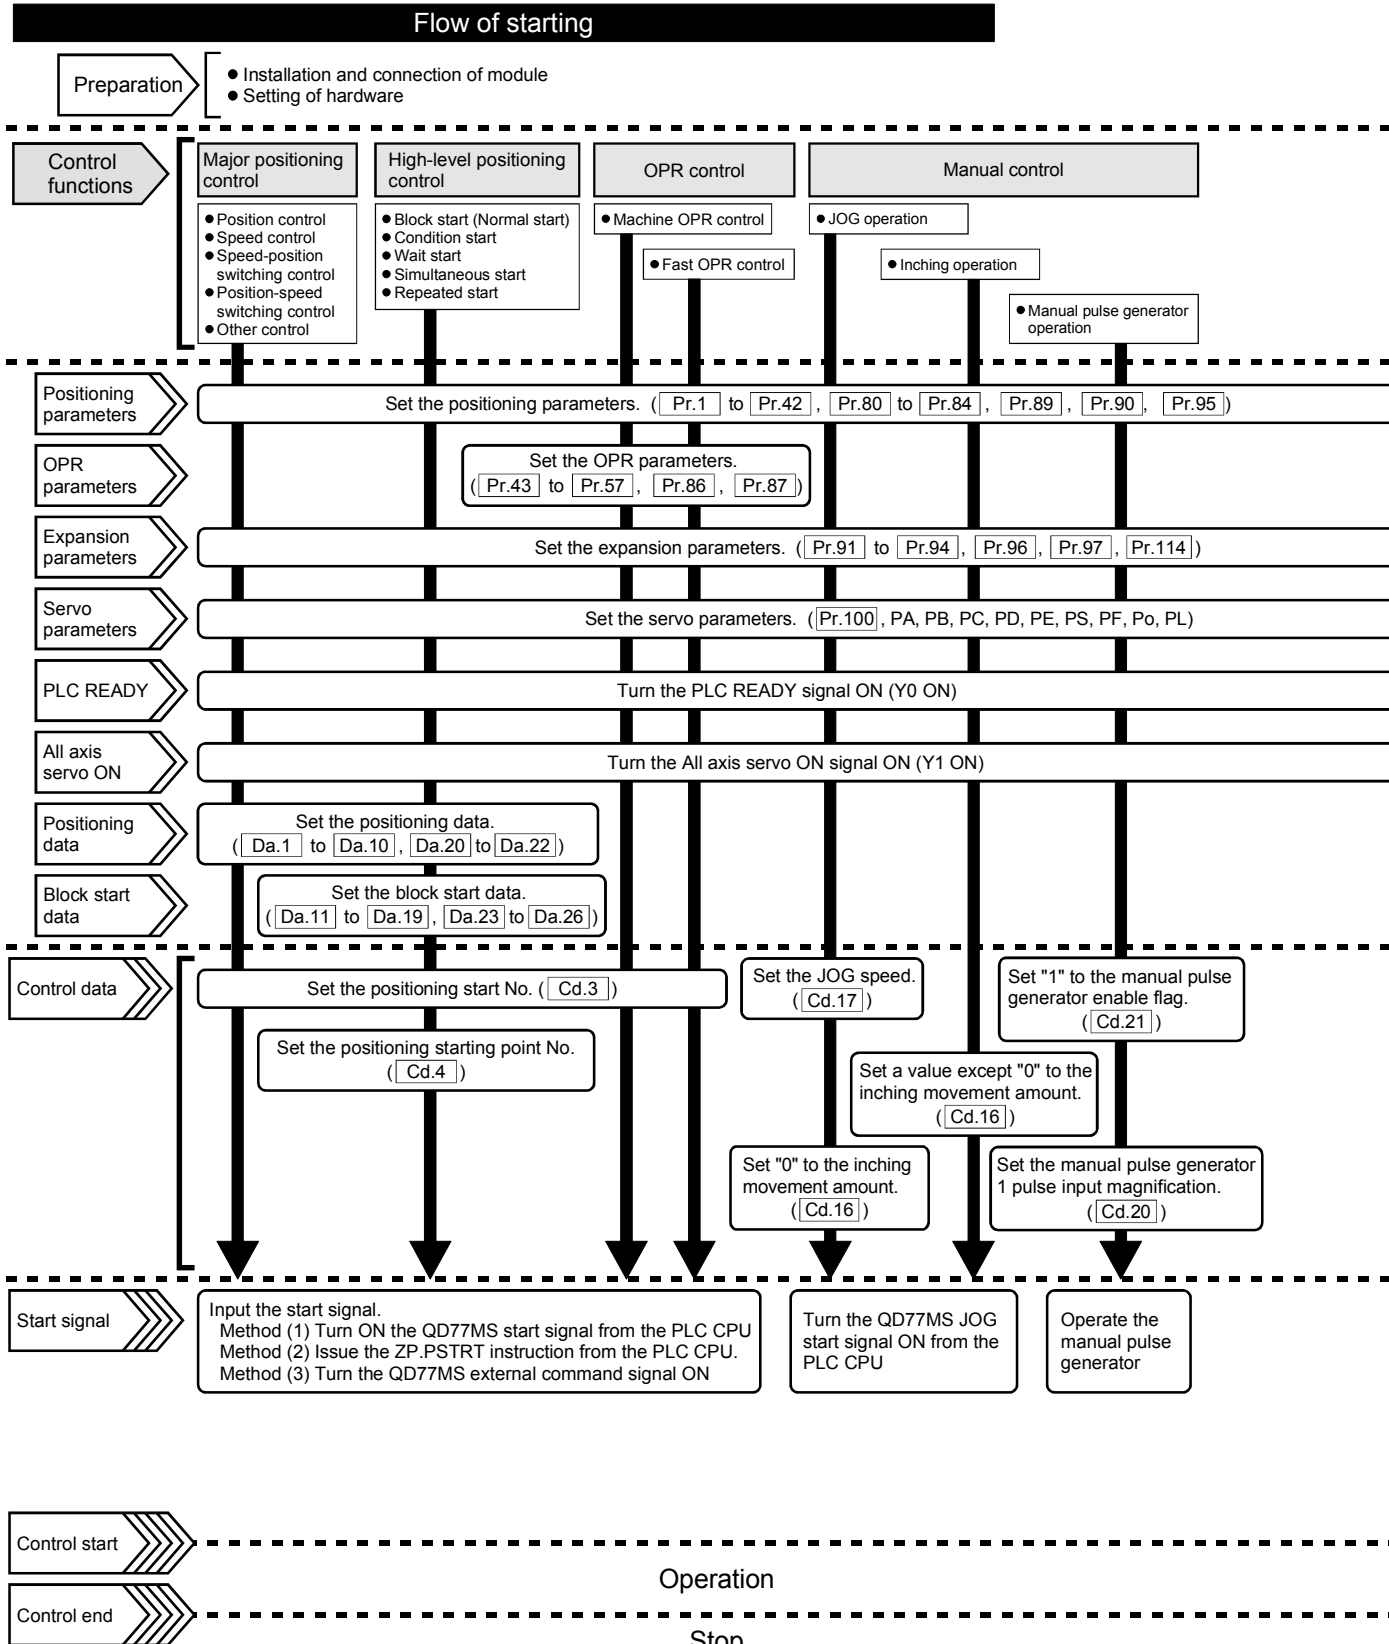 Flow of starting
Preparation
● Installation and connection of module
● Setting of hardware
Control
functions
Major positioning
control
High-level positioning
control
OPR control
Manual control
● Position control
● Speed control
● Speed-position
switching control
● Position-speed
switching control
● Other control
● Block start (Normal start)
● Condition start
● Wait start
● Simultaneous start
● Repeated start
● Machine OPR control
● Fast OPR control
● JOG operation
● Inching operation
● Manual pulse generator
operation
Positioning
parameters
Set the positioning parameters. ( Pr.1 to Pr.42 , Pr.80 to Pr.84 , Pr.89 , Pr.90 , Pr.95 )
OPR
parameters
Set the OPR parameters.
( Pr.43 to Pr.57 , Pr.86 , Pr.87 )
Expansion
parameters
Set the expansion parameters. ( Pr.91 to Pr.94 , Pr.96 , Pr.97 , Pr.114 )
Servo
parameters
Set the servo parameters. ( Pr.100 , PA, PB, PC, PD, PE, PS, PF, Po, PL)
PLC READY
Turn the PLC READY signal ON (Y0 ON)
All axis
servo ON
Turn the All axis servo ON signal ON (Y1 ON)
Positioning
data
Set the positioning data.
( Da.1 to Da.10 , Da.20 to Da.22 )
Block start
data
Set the block start data.
( Da.11 to Da.19 , Da.23 to Da.26 )
Control data
Set the positioning start No. ( Cd.3 )
Set the positioning starting point No.
( Cd.4 )
Set the JOG speed.
( Cd.17 )
Set "1" to the manual pulse
generator enable flag.
( Cd.21 )
Set a value except "0" to the
inching movement amount.
( Cd.16 )
Set "0" to the inching
movement amount.
( Cd.16 )
Set the manual pulse generator
1 pulse input magnification.
( Cd.20 )
Start signal
Input the start signal.
Method (1) Turn ON the QD77MS start signal from the PLC CPU
Method (2) Issue the ZP.PSTRT instruction from the PLC CPU.
Method (3) Turn the QD77MS external command signal ON
Turn the QD77MS JOG
start signal ON from the
PLC CPU
Operate the
manual pulse
generator
Control start
Operation
Control end
Stop